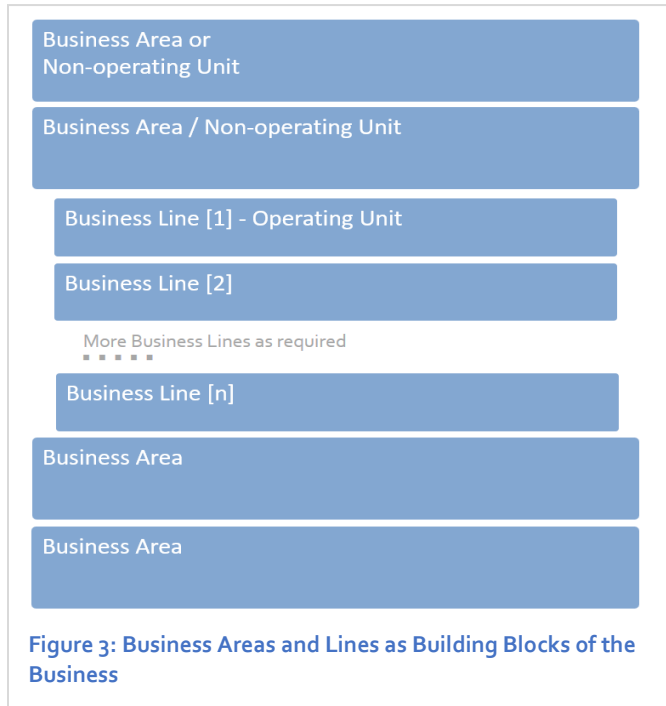 Business Area or
Non-operating Unit
Business Area / Non-operating Unit
Business Line [1] - Operating Unit
Business Line [2]
More Business Lines as required
Business Line [n]
Business Area
Business Area
Figure 3: Business Areas and Lines as Building Blocks of the
Business